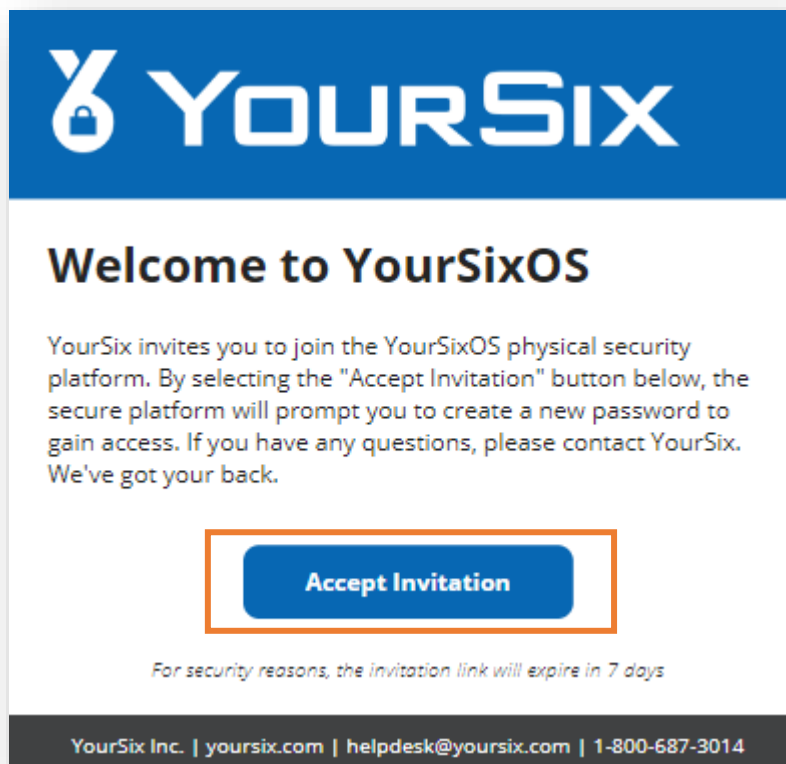 YourSix
Welcome to YourSixOS
YourSix invites you to join the YourSixOS physical security
platform. By selecting the "Accept Invitation" button below, the
secure platform will prompt you to create a new password to
gain access. If you have any questions, please contact YourSix.
We've got your back.
Accept Invitation
For security reasons, the invitation link will expire in 7 days
YourSix Inc. | yoursix.com | helpdesk@yoursix.com | 1-800-687-3014